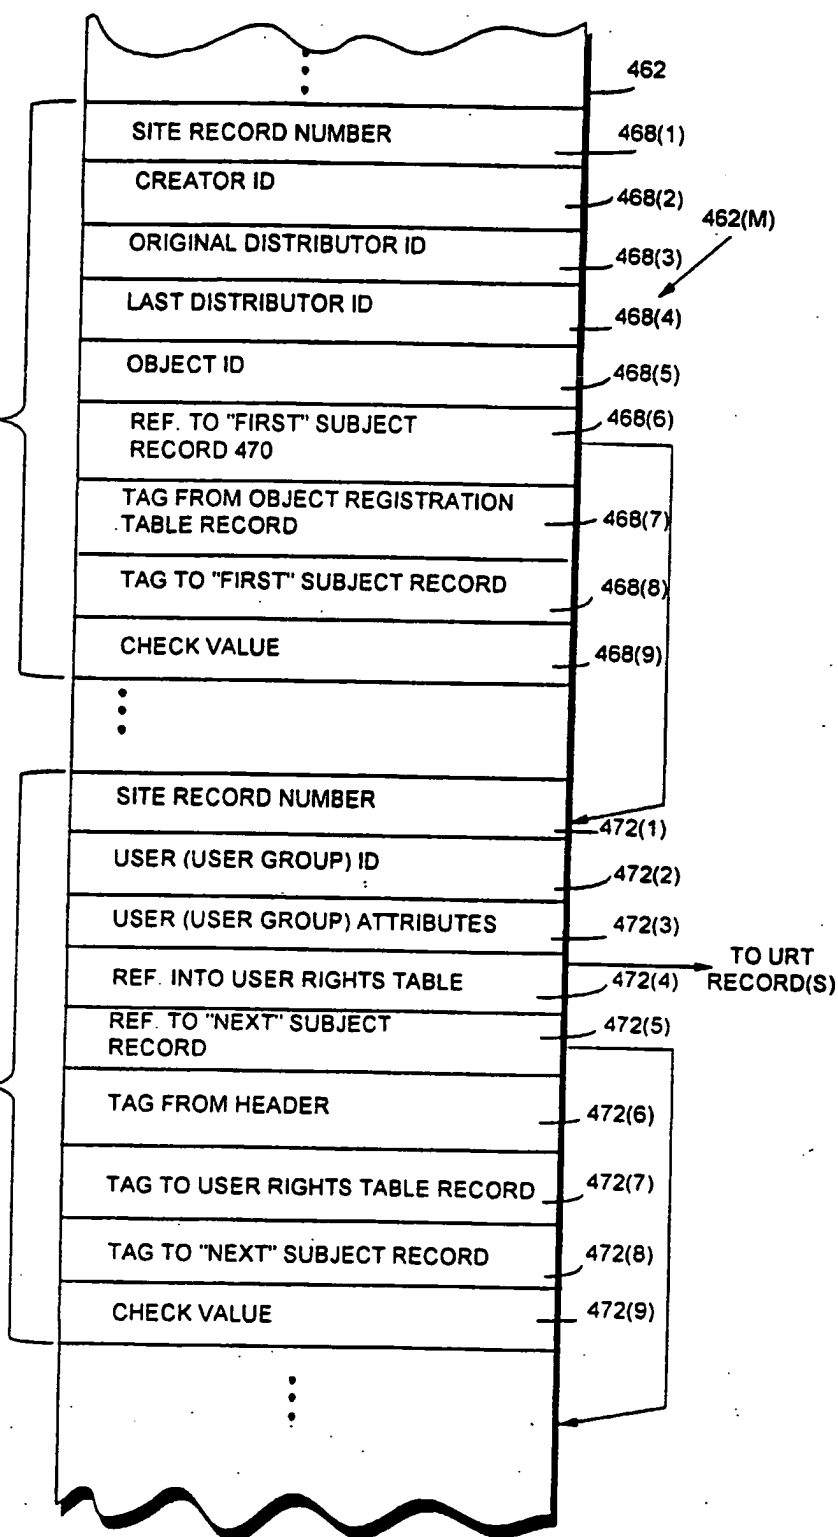 462
SITE RECORD NUMBER
468(1)
CREATOR ID
468(2)
462(M)
ORIGINAL DISTRIBUTOR ID
468(3)
LAST DISTRIBUTOR ID
468(4)
OBJECT ID
468(5)
REF. TO "FIRST" SUBJECT
RECORD 470
468(6)
TAG FROM OBJECT REGISTRATION
TABLE RECORD
468(7)
TAG TO "FIRST" SUBJECT RECORD
468(8)
CHECK VALUE
468(9)
SITE RECORD NUMBER
472(1)
USER (USER GROUP) ID
472(2)
USER (USER GROUP) ATTRIBUTES
472(3)
REF. INTO USER RIGHTS TABLE
472(4)
TO URT
RECORD(S)
REF. TO "NEXT" SUBJECT
RECORD
472(5)
TAG FROM HEADER
472(6)
TAG TO USER RIGHTS TABLE RECORD
472(7)
TAG TO "NEXT" SUBJECT RECORD
472(8)
CHECK VALUE
472(9)